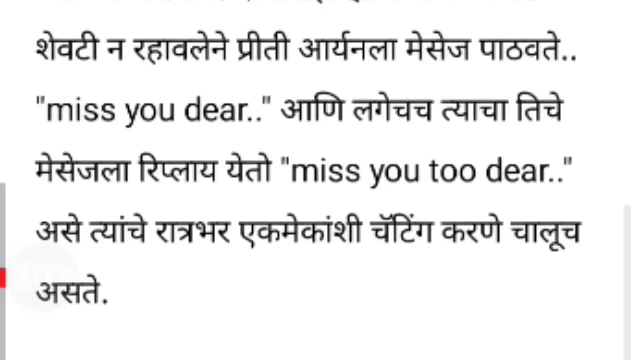 शेवटी न रहावलेने प्रीती आर्यनला मेसेज पाठवते..
"miss you dear.." आणि लगेचच त्याचा तिचे
मेसेजला रिप्लाय येतो "miss you too dear.."
असे त्यांचे रात्रभर एकमेकांशी चॅटिंग करणे चालूच
असते.